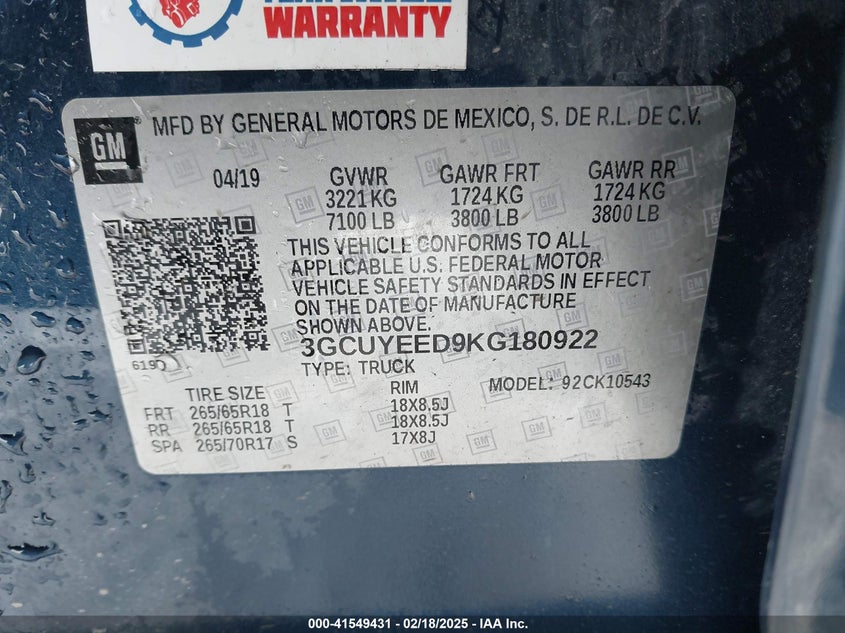 WARRANTY
GM
MFD BY GENERAL MOTORS DE MEXICO, S. DE R.L. DE C.V.
04/19 GVWR GAWR FRT GAWR RR
3221 KG 1724 KG 1724 KG
7100 LB 3800 LB 3800 LB
THIS VEHICLE CONFORMS TO ALL
APPLICABLE U.S. FEDERAL MOTOR
VEHICLE SAFETY STANDARDS IN EFFECT
ON THE DATE OF MANUFACTURE
SHOWN ABOVE.
3GCUYEED9KG180922
619D
TYPE: TRUCK MODEL: 92CK10543
TIRE SIZE RIM
FRT 265/65R18 T 18X8.5J
RR 265/65R18 T 18X8.5J
SPA 265/70R17 S 17X8J
000-41549431 — 02/18/2025 — IAA Inc.